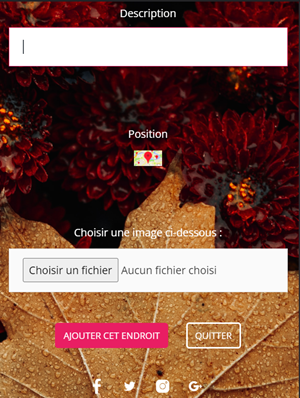 Description
Position
Choisir une image ci-dessous :
Choisir un fichier Aucun fichier choisi
AJOUTER CET ENDROIT QUITTER